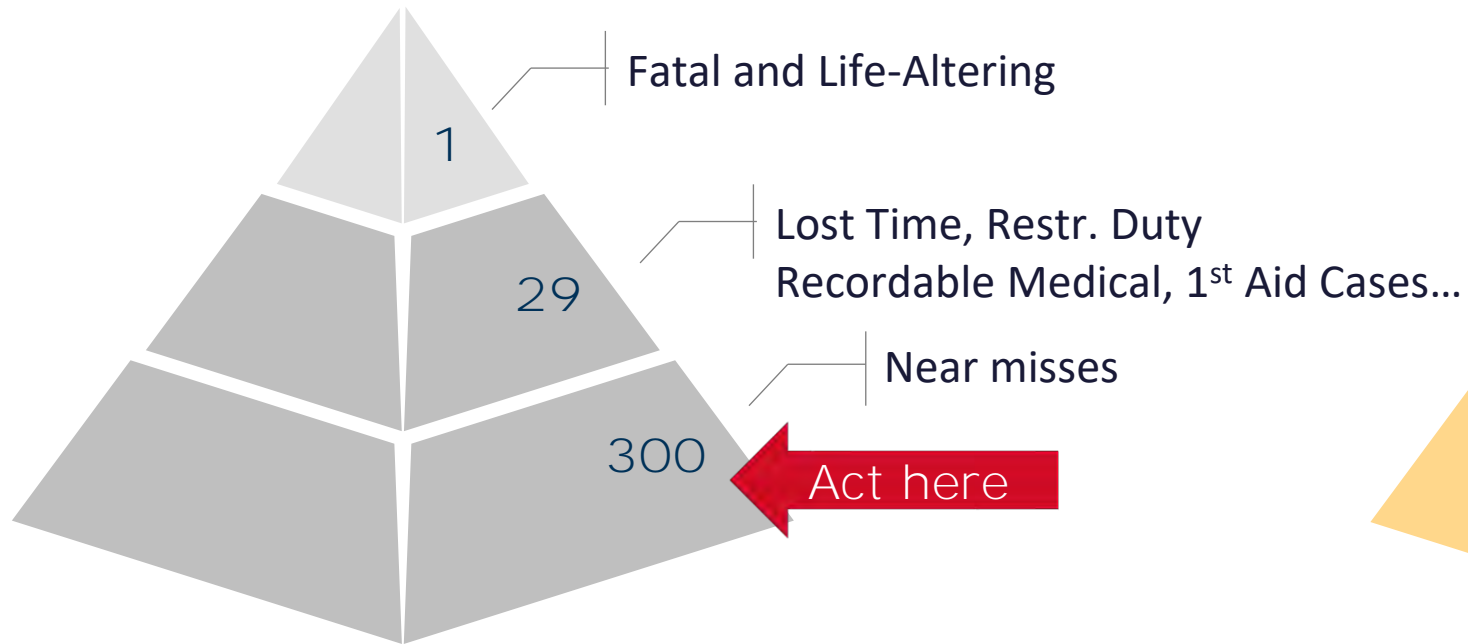 Fatal and Life-Altering
1
Lost Time, Restr. Duty
Recordable Medical, 1st Aid Cases…
29
Near misses
300
Act here